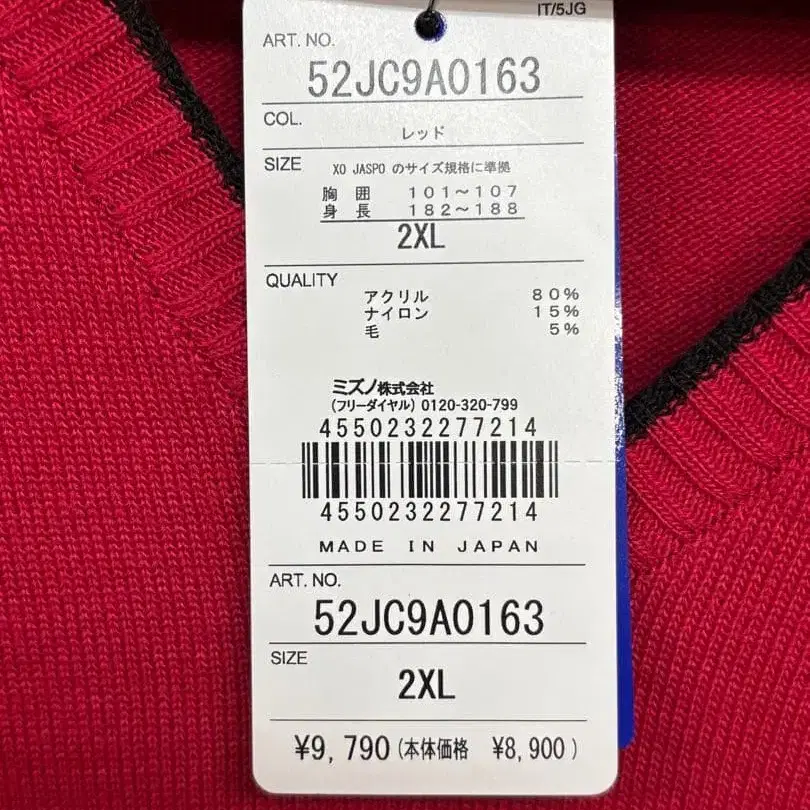 IT/5JG
ART. NO.
52JC9A0163
COL.
レッド
SIZE
XO JASPO のサイズ規格に準拠
胸 囲 101～107
身 長 182～188
2XL
QUALITY
アクリル 80%
ナイロン 15%
毛 5%
ミズノ株式会社
(フリーダイヤル) 0120-320-799
4550232277214
4550232277214
MADE IN JAPAN
ART. NO.
52JC9A0163
SIZE
2XL
¥9,790(本体価格 ¥8,900)